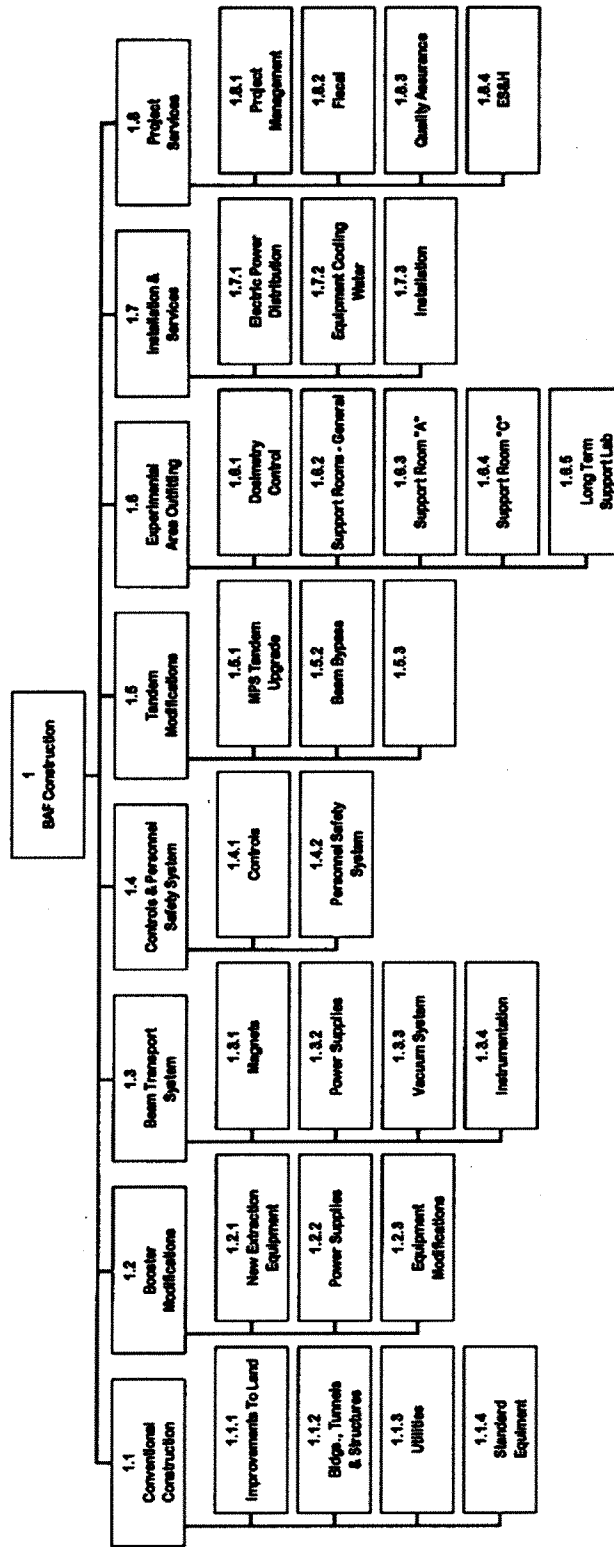 1
BAF Construction
1.1
Conventional
Construction
1.1.1
Improvements To Land
1.1.2
Bldgs., Tunnels
& Structures
1.1.3
Utilities
1.1.4
Standard
Equiment
1.2
Booster
Modifications
1.2.1
New Extraction
Equipment
1.2.2
Power Supplies
1.2.3
Equipment
Modifications
1.3
Beam Transport
System
1.3.1
Magnets
1.3.2
Power Supplies
1.3.3
Vacuum System
1.3.4
Instrumentation
1.4
Controls & Personnel
Safety System
1.4.1
Controls
1.4.2
Personnel Safety
System
1.5
Tandem
Modifications
1.5.1
MPS Tandem
Upgrade
1.5.2
Beam Bypass
1.5.3
1.6
Experimental
Area Outfitting
1.6.1
Dosimetry
Control
1.6.2
Support Rooms - General
1.6.3
Support Room "A"
1.6.4
Support Room "C"
1.6.5
Long Term
Support Lab
1.7
Installation &
Services
1.7.1
Electric Power
Distribution
1.7.2
Equipment Cooling
Water
1.7.3
Installation
1.8
Project
Services
1.8.1
Project
Management
1.8.2
Fiscal
1.8.3
Quality Assurance
1.8.4
ES&H